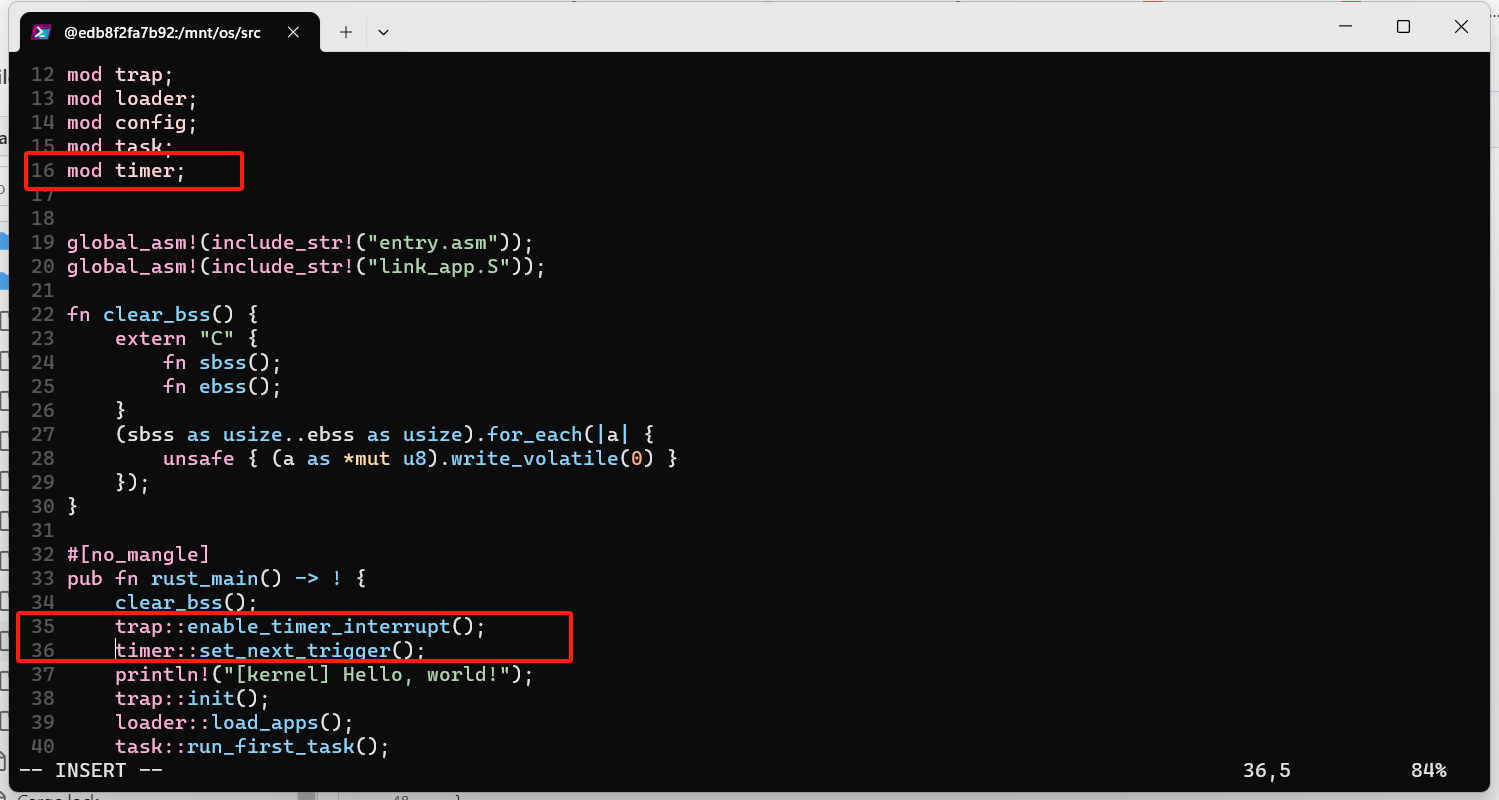 @edb8f2fa7b92:/mnt/os/src
12 mod trap;
13 mod loader;
14 mod config;
15 mod task;
16 mod timer;
17
18
19 global_asm!(include_str!("entry.asm"));
20 global_asm!(include_str!("link_app.S"));
21
22 fn clear_bss() {
23     extern "C" {
24         fn sbss();
25         fn ebss();
26     }
27     (sbss as usize..ebss as usize).for_each(|a| {
28         unsafe { (a as *mut u8).write_volatile(0) }
29     });
30 }
31
32 #[no_mangle]
33 pub fn rust_main() -> ! {
34     clear_bss();
35     trap::enable_timer_interrupt();
36     timer::set_next_trigger();
37     println!("[kernel] Hello, world!");
38     trap::init();
39     loader::load_apps();
40     task::run_first_task();
-- INSERT -- 36,5 84%